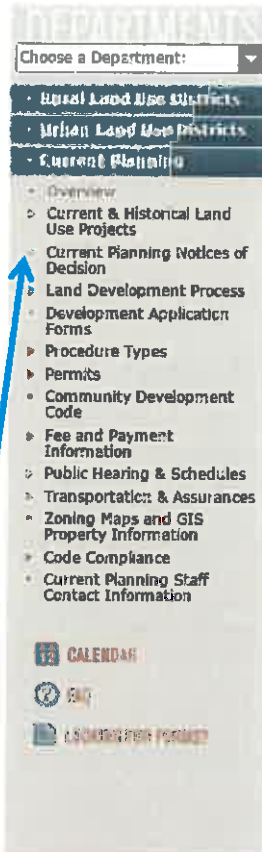 DEPARTMENTS
Choose a Department:
· Rural Land Use Districts
· Urban Land Use Districts
· Current Planning
Overview
Current & Historical Land
Use Projects
Current Planning Notices of
Decision
Land Development Process
Development Application
Forms
Procedure Types
Permits
Community Development
Code
Fee and Payment
Information
Public Hearing & Schedules
Transportation & Assurances
Zoning Maps and GIS
Property Information
Code Compliance
Current Planning Staff
Contact Information
12
CALENDAR
? FAQ